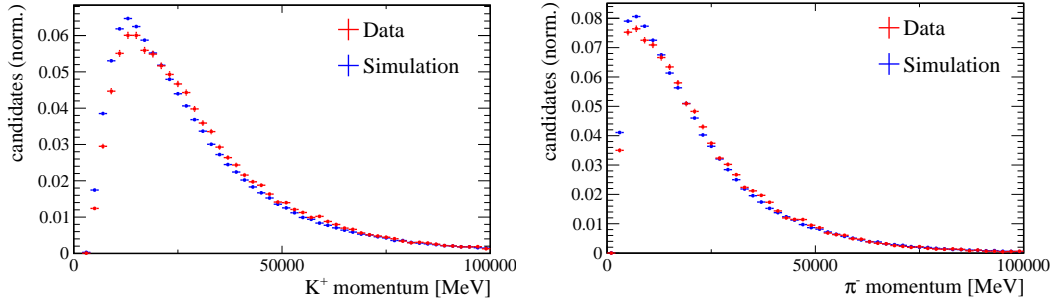 candidates (norm.)
0.06
0.05
0.04
0.03
0.02
0.01
0
Data
Simulation
0 50000 100000
K+ momentum [MeV]
candidates (norm.)
0.08
0.07
0.06
0.05
0.04
0.03
0.02
0.01
0
Data
Simulation
0 50000 100000
π- momentum [MeV]